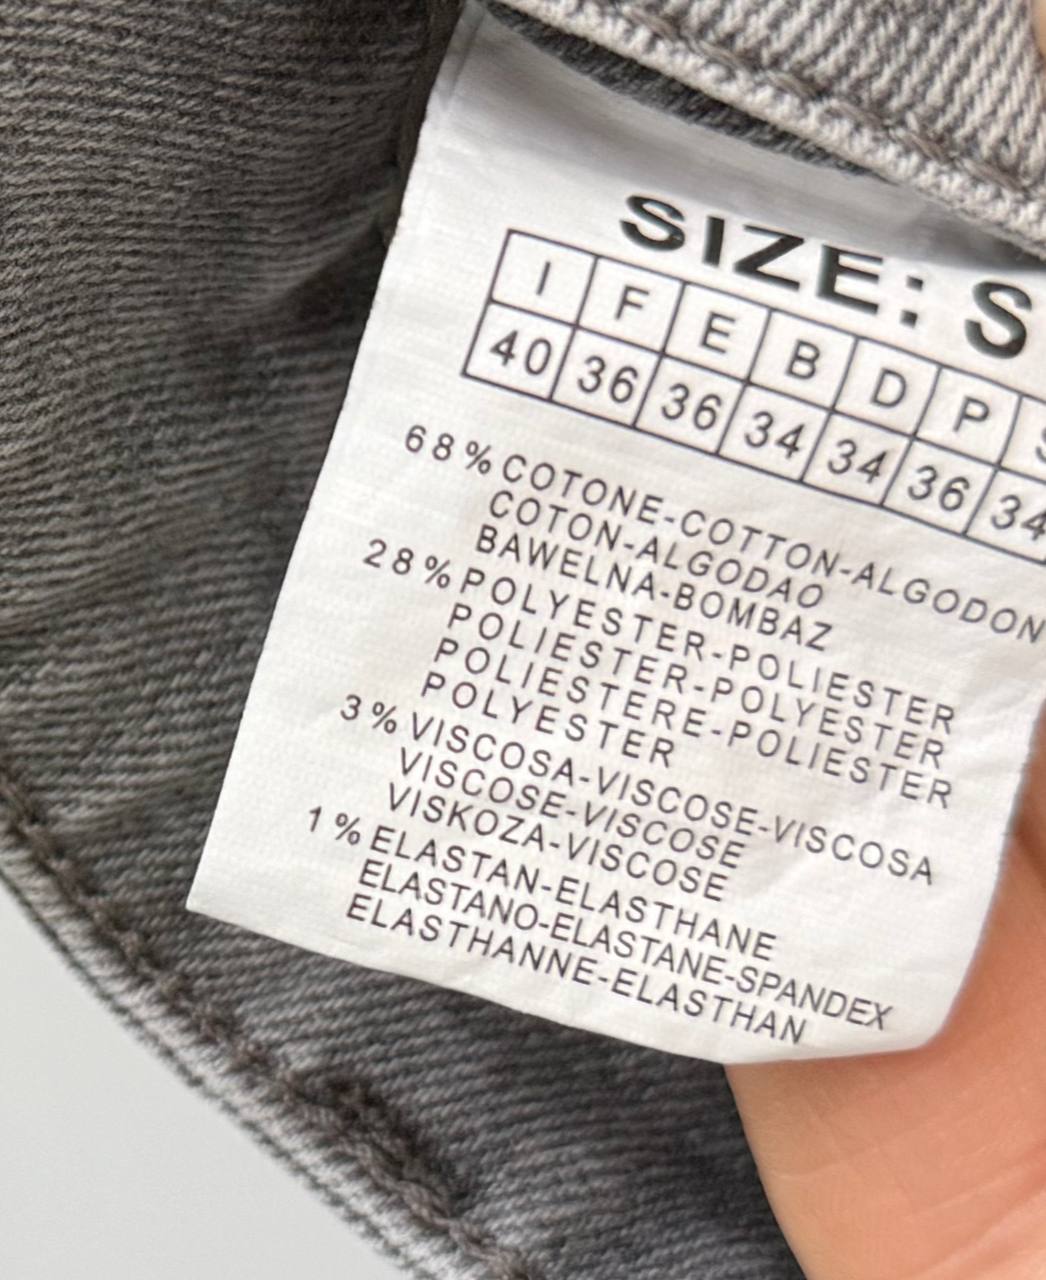 SIZE: S
I F E B D P S
40 36 36 34 34 36 34
68% COTONE-COTTON-ALGODON
COTON-ALGODAO
BAWELNA-BOMBAZ
28% POLYESTER-POLIESTER
POLIESTER-POLYESTER
POLIESTERE-POLIESTER
POLYESTER
3% VISCOSA-VISCOSE-VISCOSA
VISCOSE-VISCOSE
VISKOZA-VISCOSE
1% ELASTAN-ELASTHANE
ELASTANO-ELASTANE-SPANDEX
ELASTHANNE-ELASTHAN